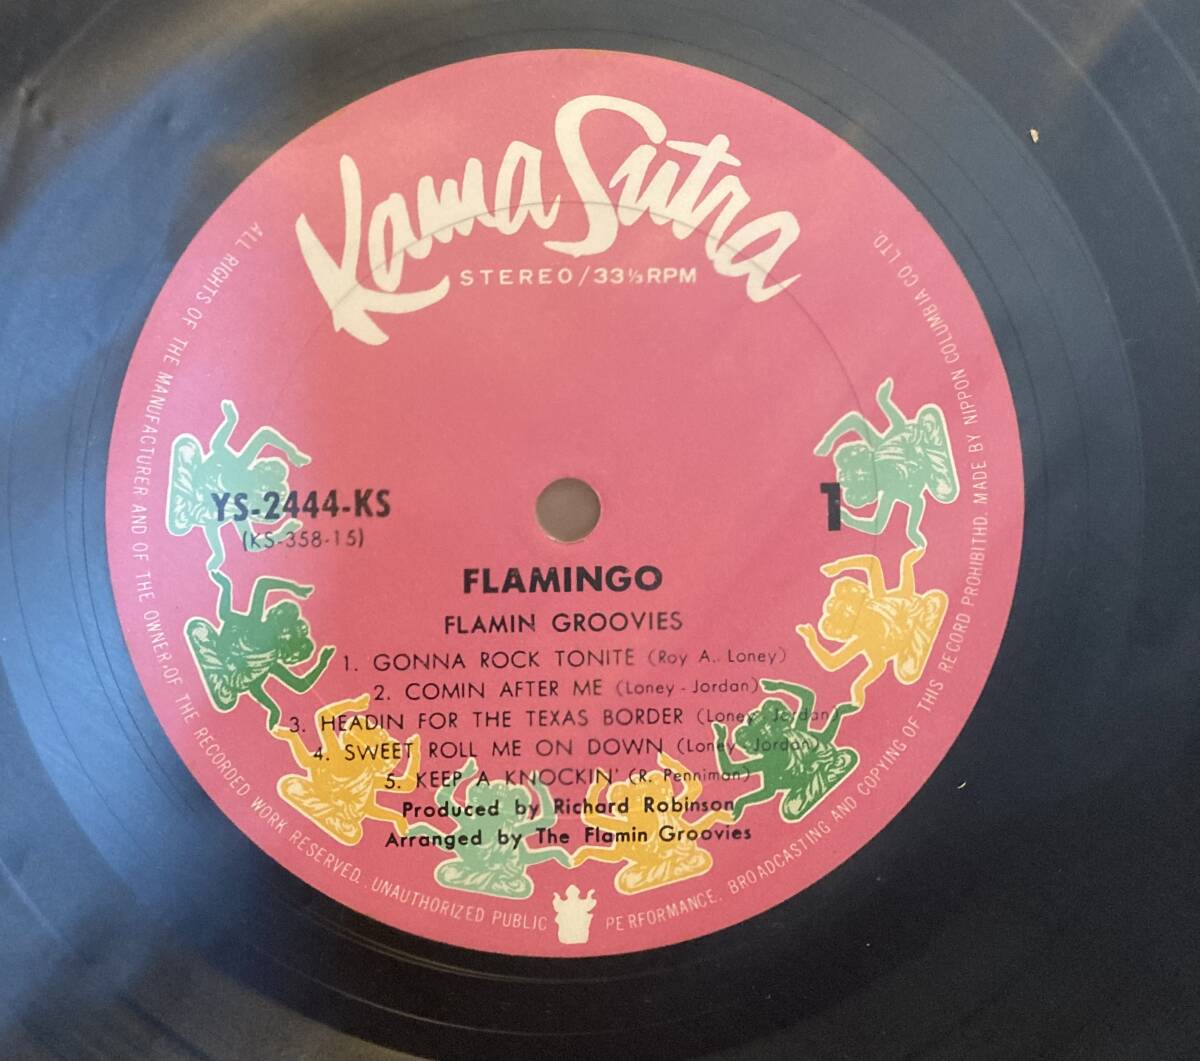 Kama Sutra
STEREO/33⅓RPM
YS-2444-KS
(KS-358-15)
1
FLAMINGO
FLAMIN GROOVIES
1. GONNA ROCK TONITE (Roy A. Loney)
2. COMIN AFTER ME (Loney - Jordan)
3. HEADIN FOR THE TEXAS BORDER (Loney - Jordan)
4. SWEET ROLL ME ON DOWN (Loney - Jordan)
5. KEEP A KNOCKIN' (R. Penniman)
Produced by Richard Robinson
Arranged by The Flamin Groovies
ALL RIGHTS OF THE MANUFACTURER AND OF THE OWNER OF THE RECORDED WORK RESERVED. UNAUTHORIZED PUBLIC PERFORMANCE. BROADCASTING AND COPYING OF THIS RECORD PROHIBITHD. MADE BY NIPPON COLUMBIA CO LTD.